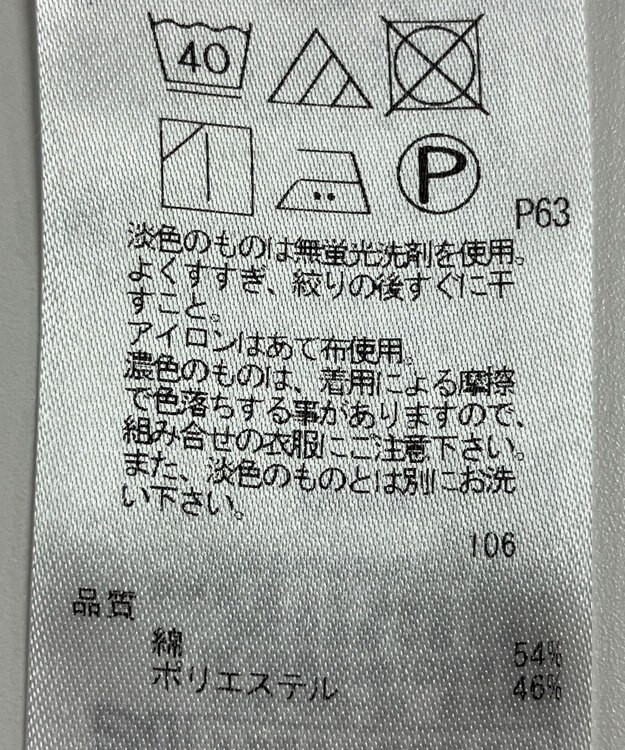 40
P
P63
淡色のものは無蛍光洗剤を使用。
よくすすぎ、絞りの後すぐに干
すこと。
アイロンはあて布使用。
濃色のものは、着用による摩擦
で色落ちする事がありますので、
組み合せの衣服にご注意下さい。
また、淡色のものとは別にお洗
い下さい。
106
品質
綿 54%
ポリエステル 46%